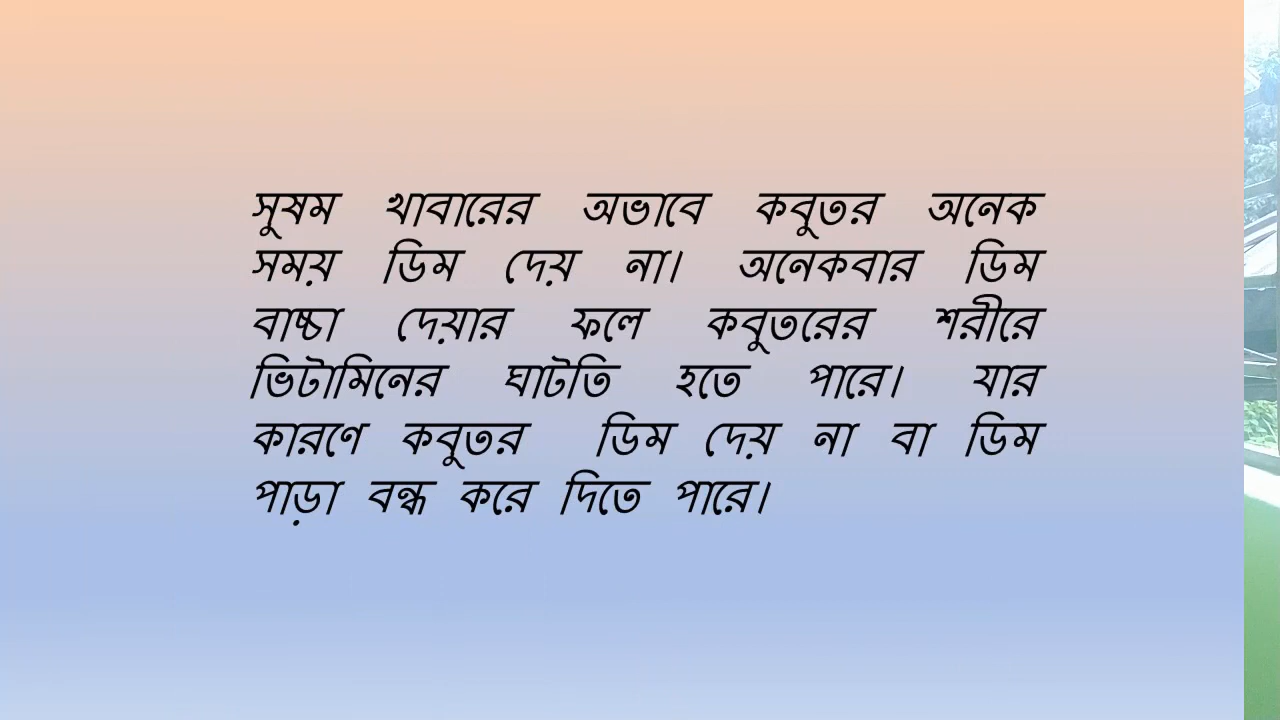 সুষম খাবারের অভাবে কবুতর অনেক
সময় ডিম দেয় না। অনেকবার ডিম
বাচ্চা দেয়ার ফলে কবুতরের শরীরে
ভিটামিনের ঘাটতি হতে পারে। যার
কারণে কবুতর ডিম দেয় না বা ডিম
পাড়া বন্ধ করে দিতে পারে।